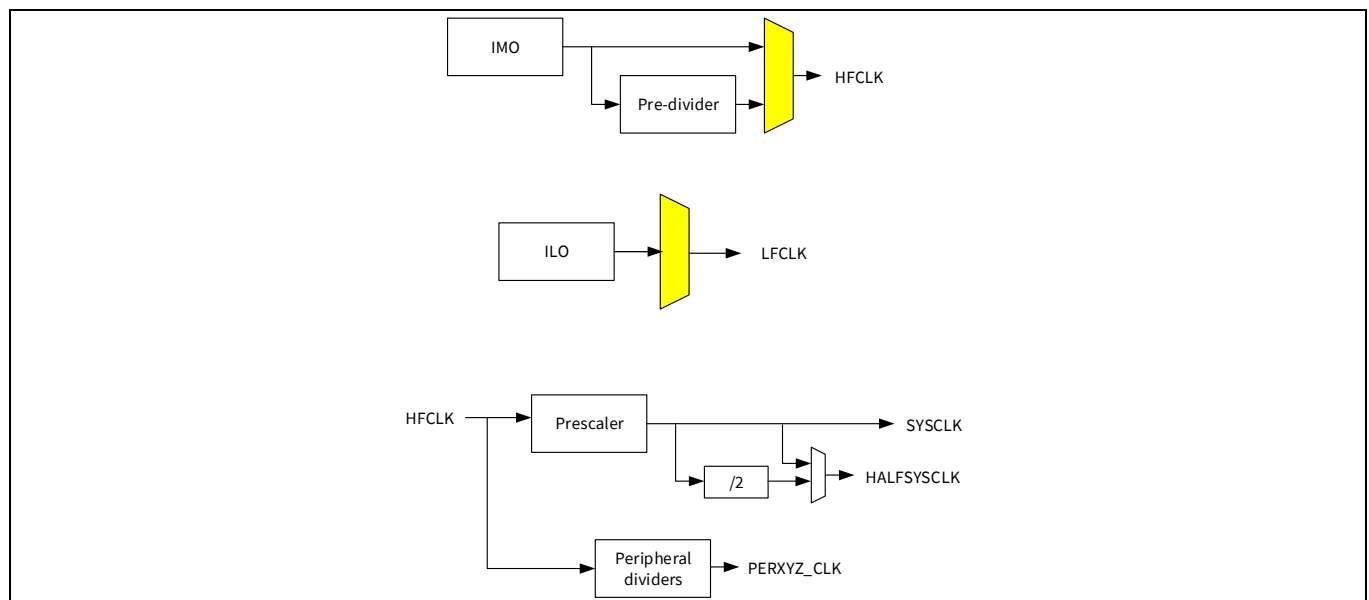 IMO
HFCLK
Pre-divider
ILO
LFCLK
HFCLK
Prescaler
SYSCLK
/2
HALFSYSCLK
Peripheral
dividers
PERXYZ_CLK